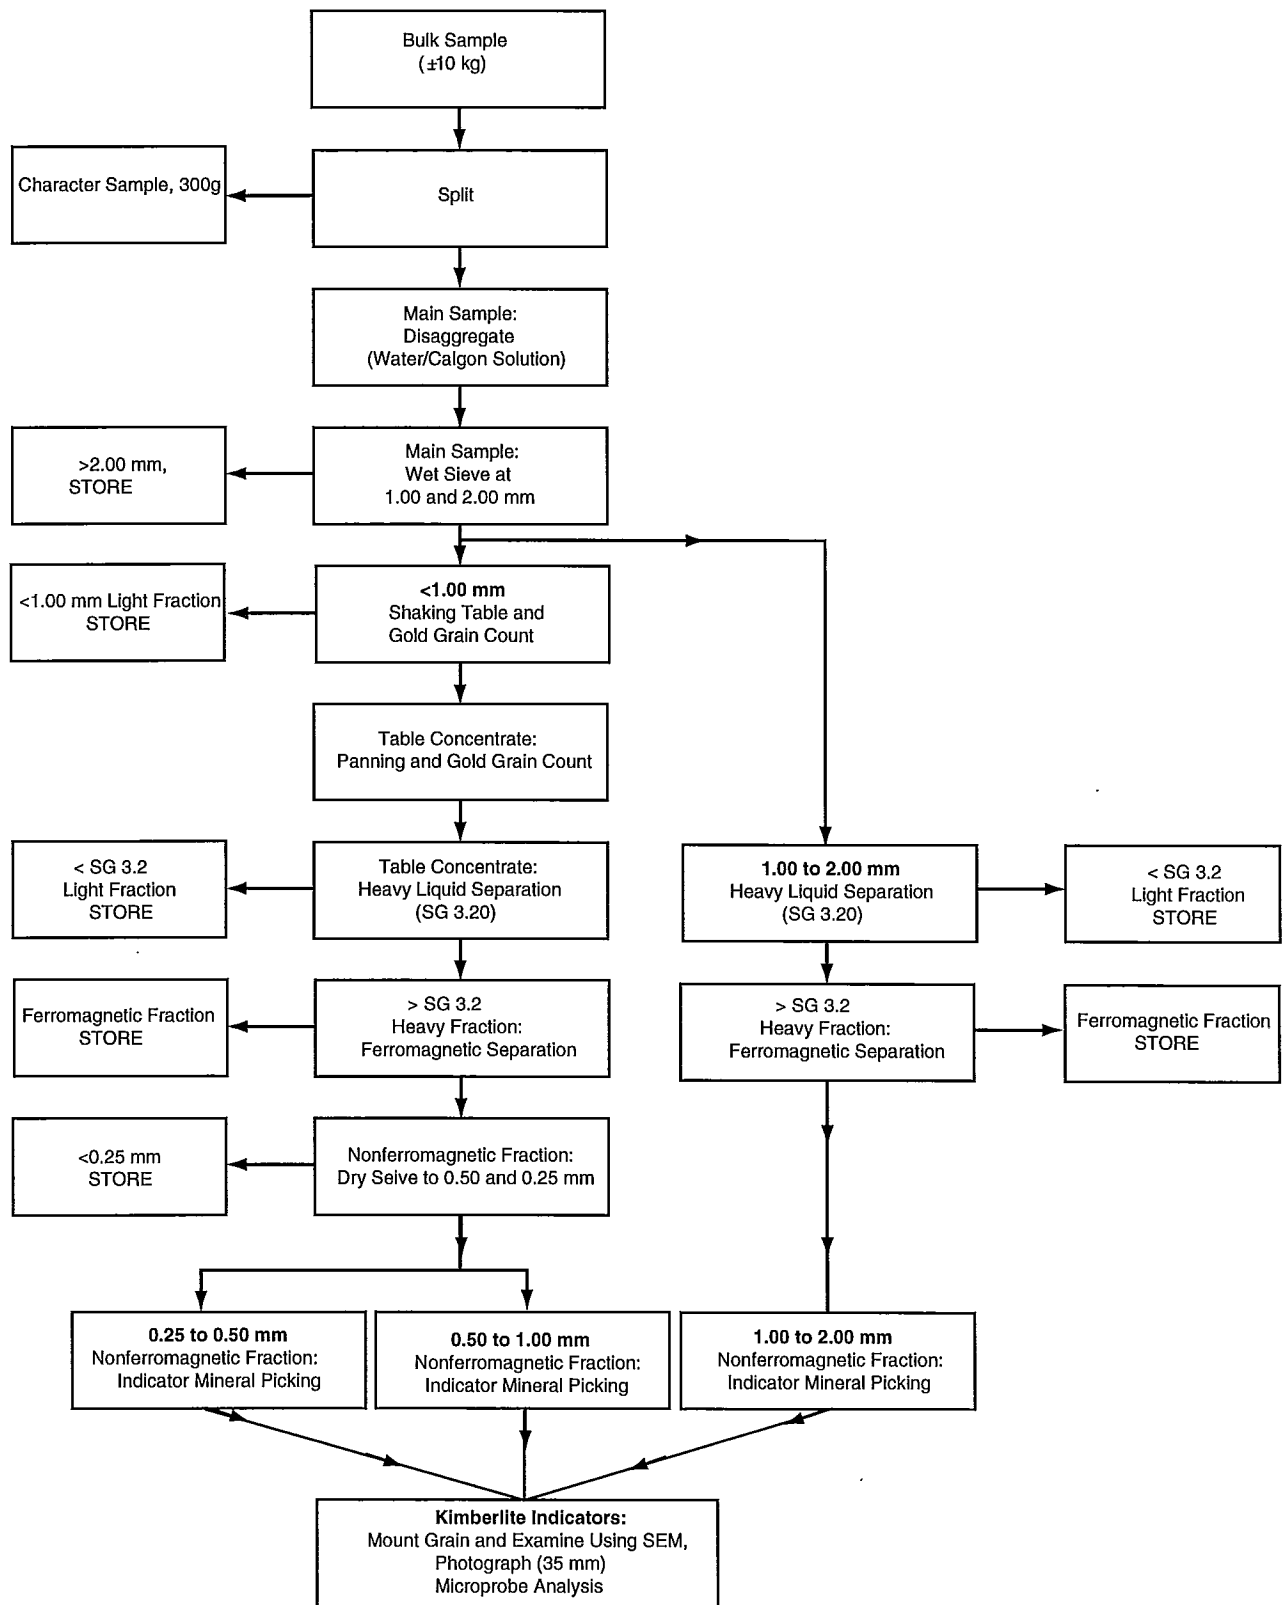 Bulk Sample
(±10 kg)
Character Sample, 300g
Split
Main Sample:
Disaggregate
(Water/Calgon Solution)
>2.00 mm,
STORE
Main Sample:
Wet Sieve at
1.00 and 2.00 mm
<1.00 mm Light Fraction
STORE
<1.00 mm
Shaking Table and
Gold Grain Count
Table Concentrate:
Panning and Gold Grain Count
< SG 3.2
Light Fraction
STORE
Table Concentrate:
Heavy Liquid Separation
(SG 3.20)
1.00 to 2.00 mm
Heavy Liquid Separation
(SG 3.20)
< SG 3.2
Light Fraction
STORE
Ferromagnetic Fraction
STORE
> SG 3.2
Heavy Fraction:
Ferromagnetic Separation
> SG 3.2
Heavy Fraction:
Ferromagnetic Separation
Ferromagnetic Fraction
STORE
<0.25 mm
STORE
Nonferromagnetic Fraction:
Dry Seive to 0.50 and 0.25 mm
0.25 to 0.50 mm
Nonferromagnetic Fraction:
Indicator Mineral Picking
0.50 to 1.00 mm
Nonferromagnetic Fraction:
Indicator Mineral Picking
1.00 to 2.00 mm
Nonferromagnetic Fraction:
Indicator Mineral Picking
Kimberlite Indicators:
Mount Grain and Examine Using SEM,
Photograph (35 mm)
Microprobe Analysis